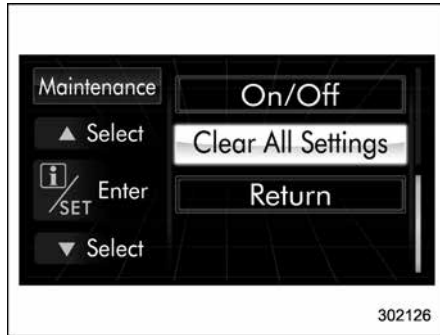 Maintenance
▲ Select
i/SET Enter
▼ Select
On/Off
Clear All Settings
Return
302126